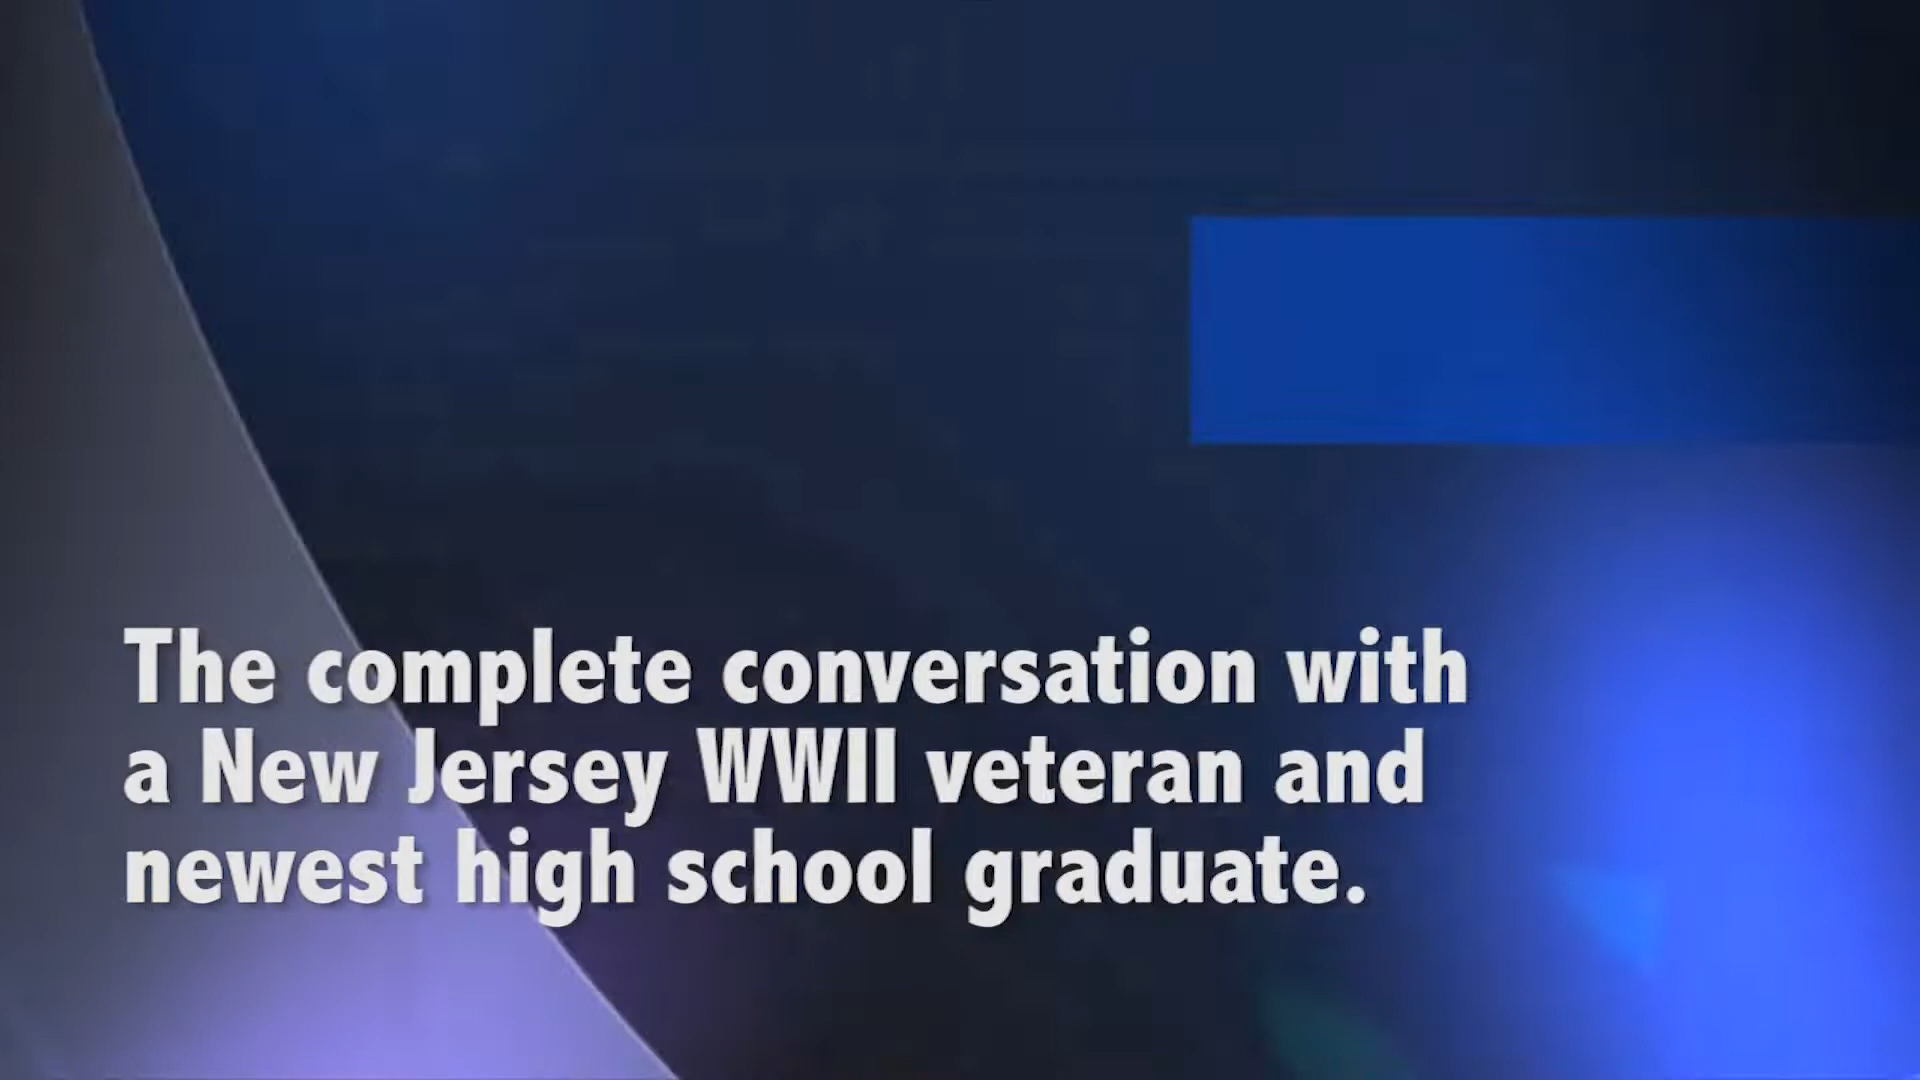 The complete conversation with
a New Jersey WWII veteran and
newest high school graduate.